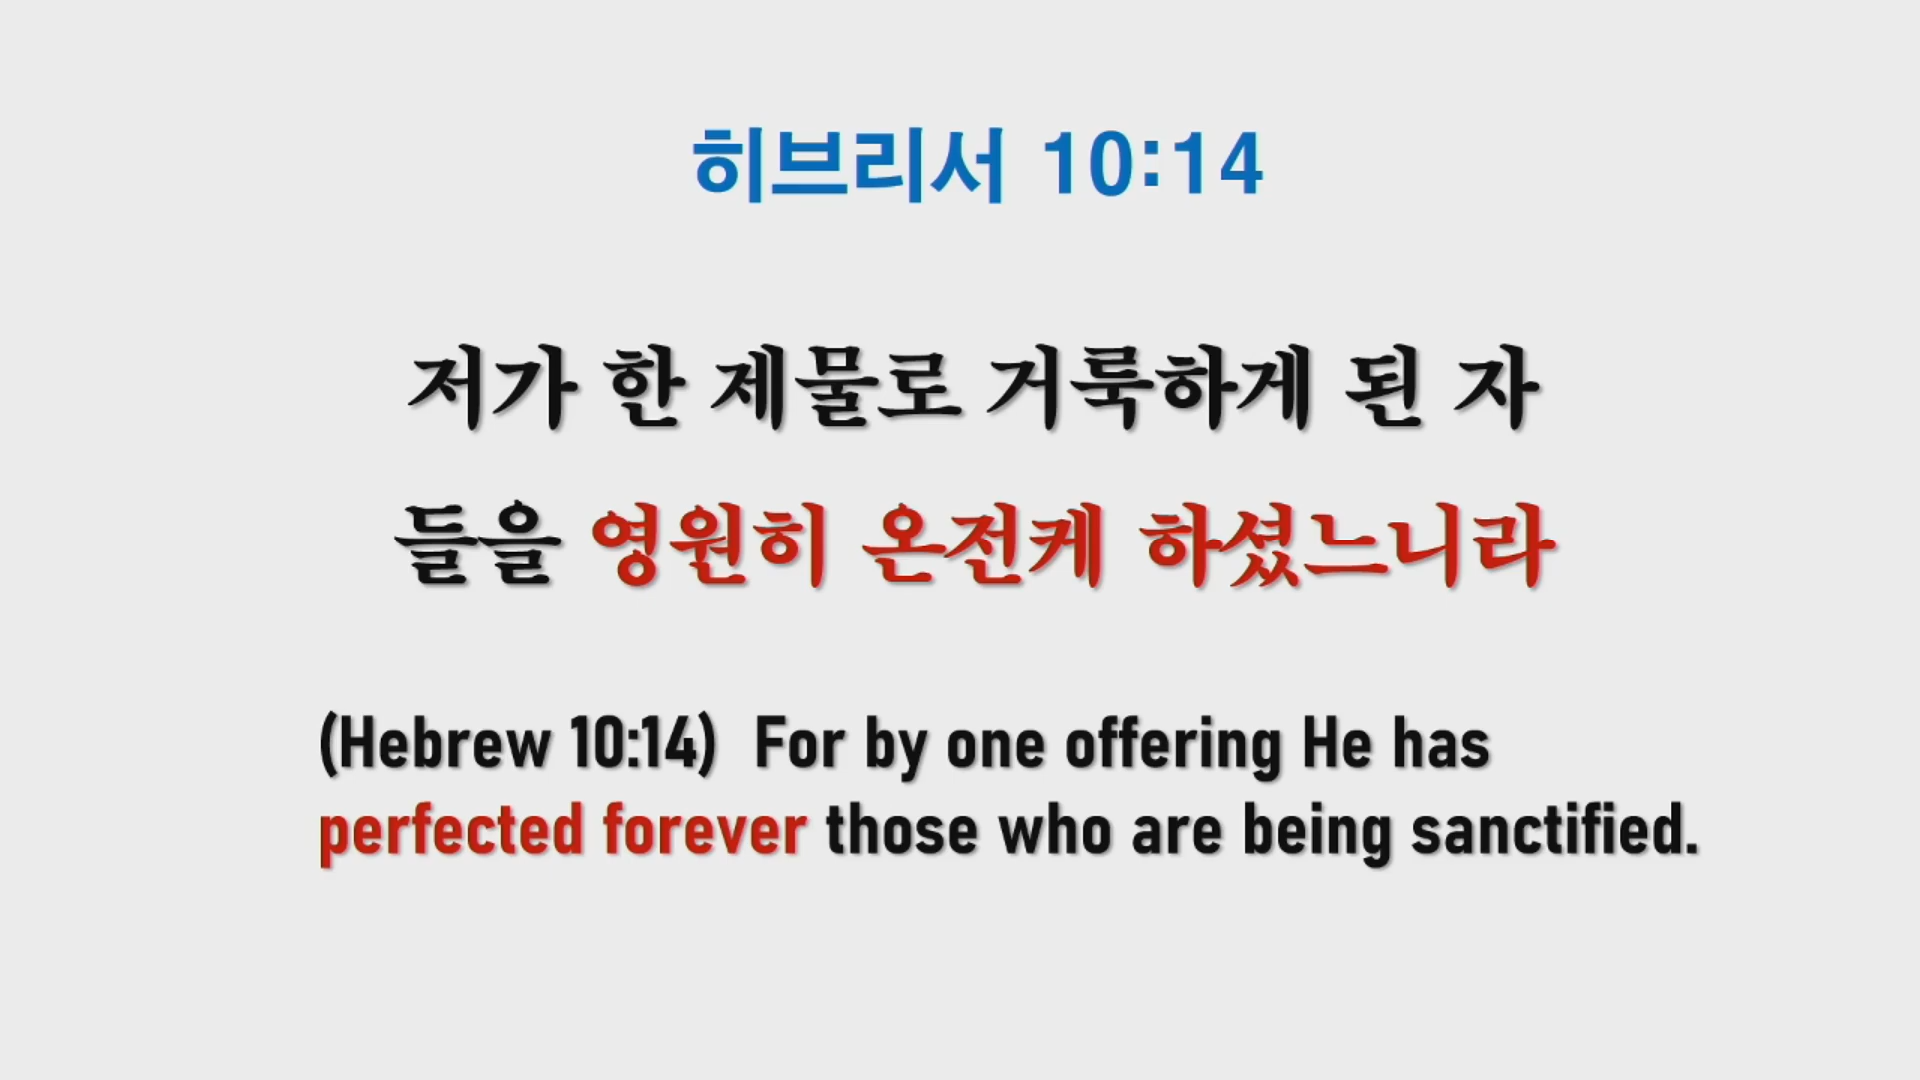 히브리서 10:14
저가 한 제물로 거룩하게 된 자
들을 영원히 온전케 하셨느니라
(Hebrew 10:14) For by one offering He has
perfected forever those who are being sanctified.